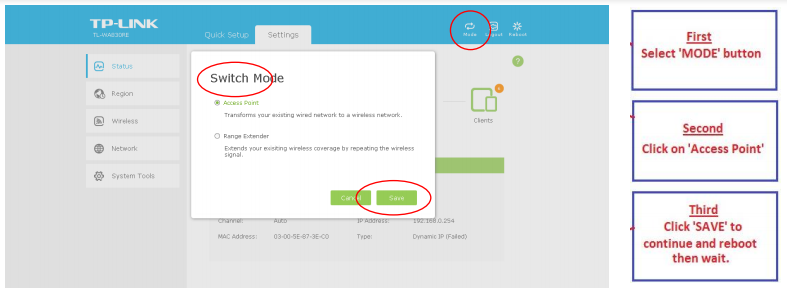 TP-LINK
TL-WA830RE
Quick Setup
Settings
Mode
Logout
Reboot
Status
Region
Wireless
Network
System Tools
Switch Mode
Access Point
Transforms your existing wired network to a wireless network.
Range Extender
Extends your exisiting wireless coverage by repeating the wireless
signal.
Cancel
Save
Clients
Channel: Auto IP Address: 192.168.0.254
MAC Address: 03-00-5E-87-3E-C0 Type: Dynamic IP (Failed)
First
Select 'MODE' button
Second
Click on 'Access Point'
Third
Click 'SAVE' to
continue and reboot
then wait.